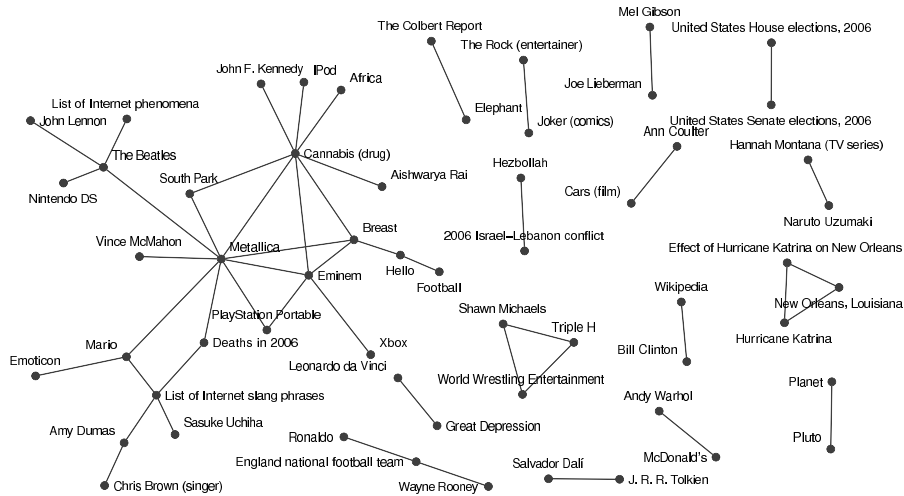 Mel Gibson
The Colbert Report
United States House elections, 2006
The Rock (entertainer)
John F. Kennedy
IPod
Africa
Joe Lieberman
List of Internet phenomena
Elephant
John Lennon
Joker (comics)
United States Senate elections, 2006
Ann Coulter
Hannah Montana (TV series)
The Beatles
Cannabis (drug)
Hezbollah
Aishwarya Rai
South Park
Cars (film)
Nintendo DS
Naruto Uzumaki
Breast
2006 Israel–Lebanon conflict
Vince McMahon
Metallica
Effect of Hurricane Katrina on New Orleans
Hello
Eminem
Football
Wikipedia
New Orleans, Louisiana
Shawn Michaels
PlayStation Portable
Triple H
Hurricane Katrina
Mario
Deaths in 2006
Xbox
Bill Clinton
Emoticon
Leonardo da Vinci
World Wrestling Entertainment
Planet
List of Internet slang phrases
Andy Warhol
Sasuke Uchiha
Great Depression
Amy Dumas
Ronaldo
Pluto
England national football team
McDonald's
Salvador Dalí
J. R. R. Tolkien
Chris Brown (singer)
Wayne Rooney